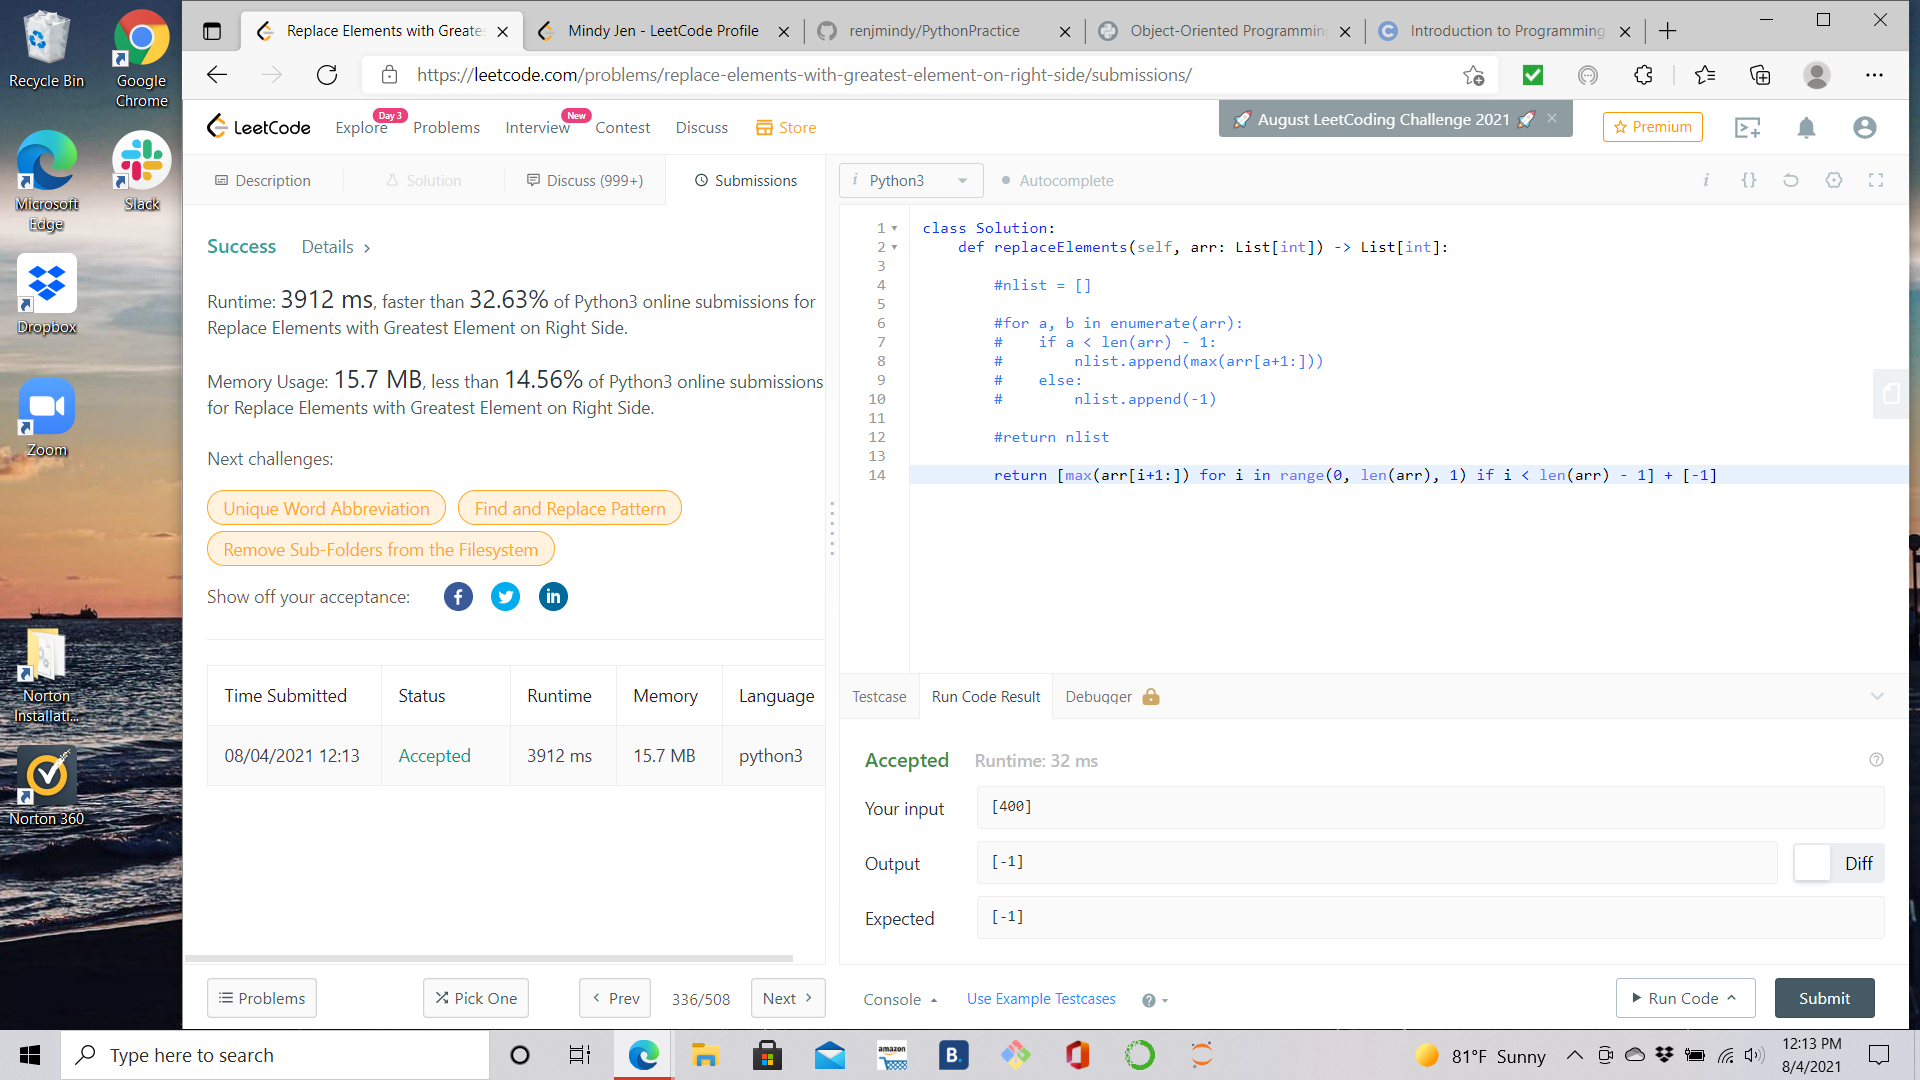 Recycle Bin
Google Chrome
Microsoft Edge
Slack
Dropbox
Zoom
Norton Installati...
Norton 360
Replace Elements with Greates
Mindy Jen - LeetCode Profile
renjmindy/PythonPractice
Object-Oriented Programmin
Introduction to Programming
https://leetcode.com/problems/replace-elements-with-greatest-element-on-right-side/submissions/
LeetCode
Explore
Day 3
Problems
Interview
New
Contest
Discuss
Store
August LeetCoding Challenge 2021
Premium
Description
Solution
Discuss (999+)
Submissions
i Python3
Autocomplete
i {}
Success Details >
Runtime: 3912 ms, faster than 32.63% of Python3 online submissions for
Replace Elements with Greatest Element on Right Side.
Memory Usage: 15.7 MB, less than 14.56% of Python3 online submissions
for Replace Elements with Greatest Element on Right Side.
Next challenges:
Unique Word Abbreviation
Find and Replace Pattern
Remove Sub-Folders from the Filesystem
Show off your acceptance:
f
in
Time Submitted Status Runtime Memory Language
08/04/2021 12:13 Accepted 3912 ms 15.7 MB python3
1 class Solution:
2 def replaceElements(self, arr: List[int]) -> List[int]:
3
4 #nlist = []
5
6 #for a, b in enumerate(arr):
7 # if a < len(arr) - 1:
8 # nlist.append(max(arr[a+1:]))
9 # else:
10 # nlist.append(-1)
11
12 #return nlist
13
14 return [max(arr[i+1:]) for i in range(0, len(arr), 1) if i < len(arr) - 1] + [-1]
Testcase
Run Code Result
Debugger
Accepted Runtime: 32 ms
Your input [400]
Output [-1] Diff
Expected [-1]
Problems
Pick One
Prev
336/508
Next
Console
Use Example Testcases
Run Code
Submit
Type here to search
amazon
B.
81°F Sunny
12:13 PM
8/4/2021